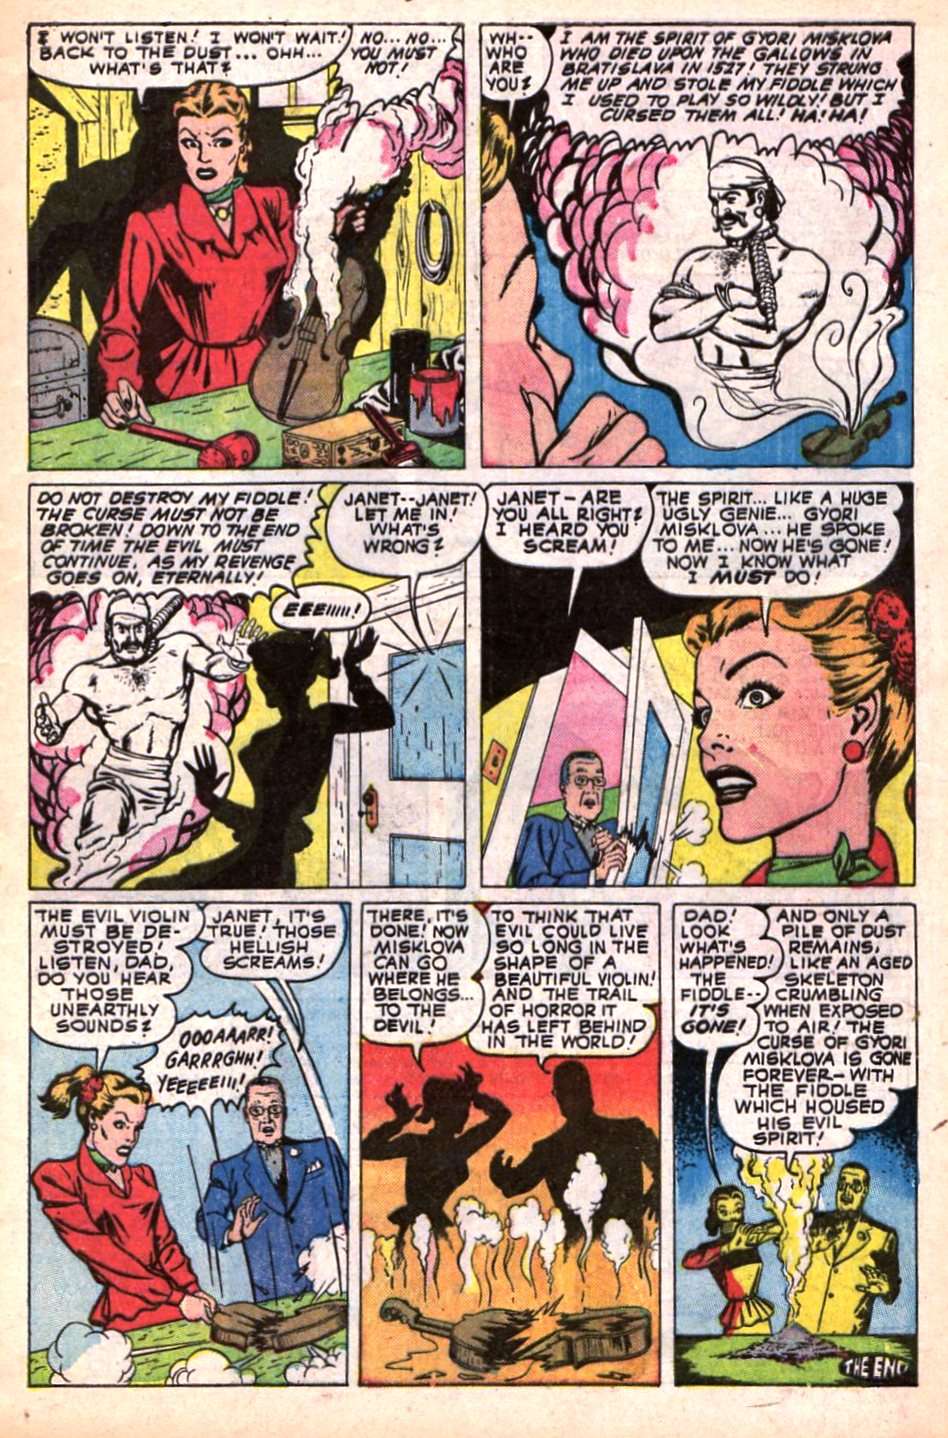 I WON'T LISTEN! I WON'T WAIT!
BACK TO THE DUST... OHH...
WHAT'S THAT?
NO... NO...
YOU MUST
NOT!
WH--
WHO
ARE
YOU?
I AM THE SPIRIT OF GYORI MISKLOVA
WHO DIED UPON THE GALLOWS IN
BRATISLAVA IN 1527! THEY STRUNG
ME UP AND STOLE MY FIDDLE WHICH
I USED TO PLAY SO WILDLY! BUT I
CURSED THEM ALL! HA! HA!
DO NOT DESTROY MY FIDDLE!
THE CURSE MUST NOT BE
BROKEN! DOWN TO THE END
OF TIME THE EVIL MUST
CONTINUE, AS MY REVENGE
GOES ON, ETERNALLY!
EEEIIIII!
JANET--JANET!
LET ME IN!
WHAT'S
WRONG?
JANET-ARE
YOU ALL RIGHT?
I HEARD YOU
SCREAM!
THE SPIRIT... LIKE A HUGE
UGLY GENIE... GYORI
MISKLOVA... HE SPOKE
TO ME... NOW HE'S GONE!
NOW I KNOW WHAT
I MUST DO!
THE EVIL VIOLIN
MUST BE DE-
STROYED!
LISTEN, DAD,
DO YOU HEAR
THOSE
UNEARTHLY
SOUNDS?
JANET, IT'S
TRUE! THOSE
HELLISH
SCREAMS!
OOOAAARR!
GARRRGHH!
YEEEEEIII!
THERE, IT'S
DONE! NOW
MISKLOVA
CAN GO
WHERE HE
BELONGS...
TO THE
DEVIL!
TO THINK THAT
EVIL COULD LIVE
SO LONG IN THE
SHAPE OF A
BEAUTIFUL VIOLIN!
AND THE TRAIL
OF HORROR IT
HAS LEFT BEHIND
IN THE WORLD!
DAD!
LOOK
WHAT'S
HAPPENED!
THE
FIDDLE--
IT'S
GONE!
AND ONLY A
PILE OF DUST
REMAINS,
LIKE AN AGED
SKELETON
CRUMBLING
WHEN EXPOSED
TO AIR! THE
CURSE OF GYORI
MISKLOVA IS GONE
FOREVER-WITH
THE FIDDLE
WHICH HOUSED
HIS EVIL
SPIRIT!
THE END